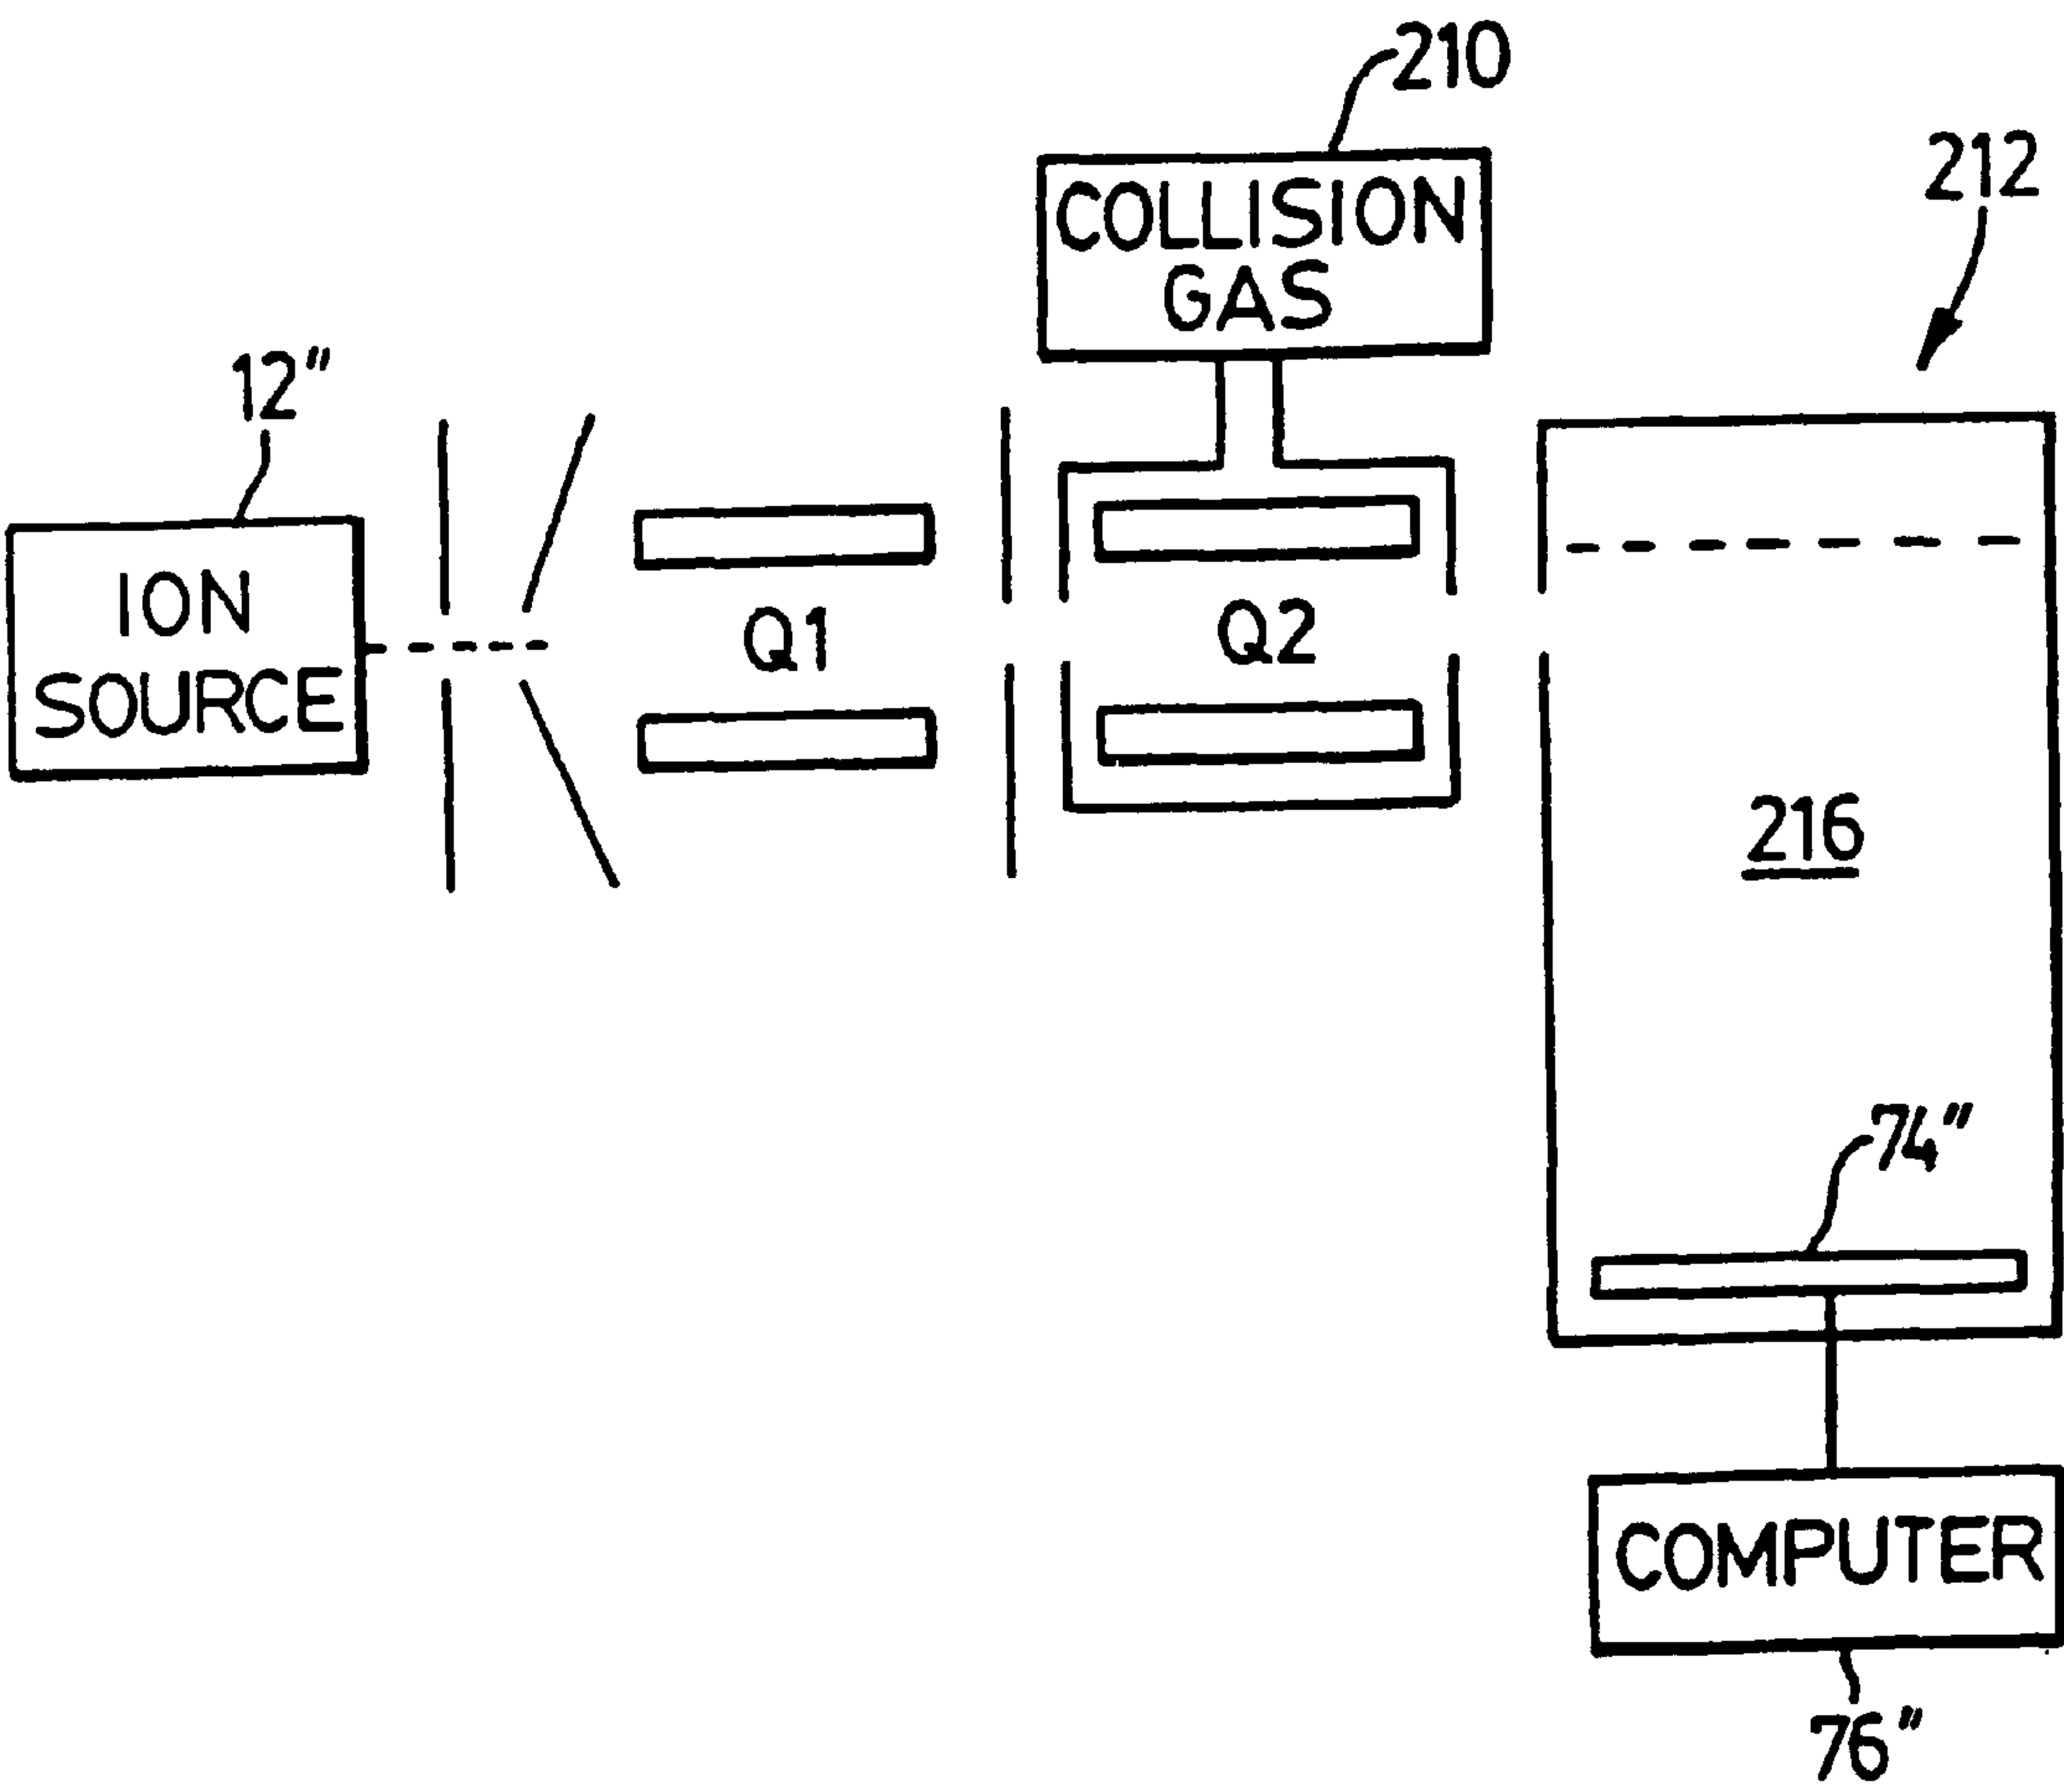 210
COLLISION
GAS
212
12"
ION
SOURCE
Q1
Q2
216
74"
COMPUTER
76"